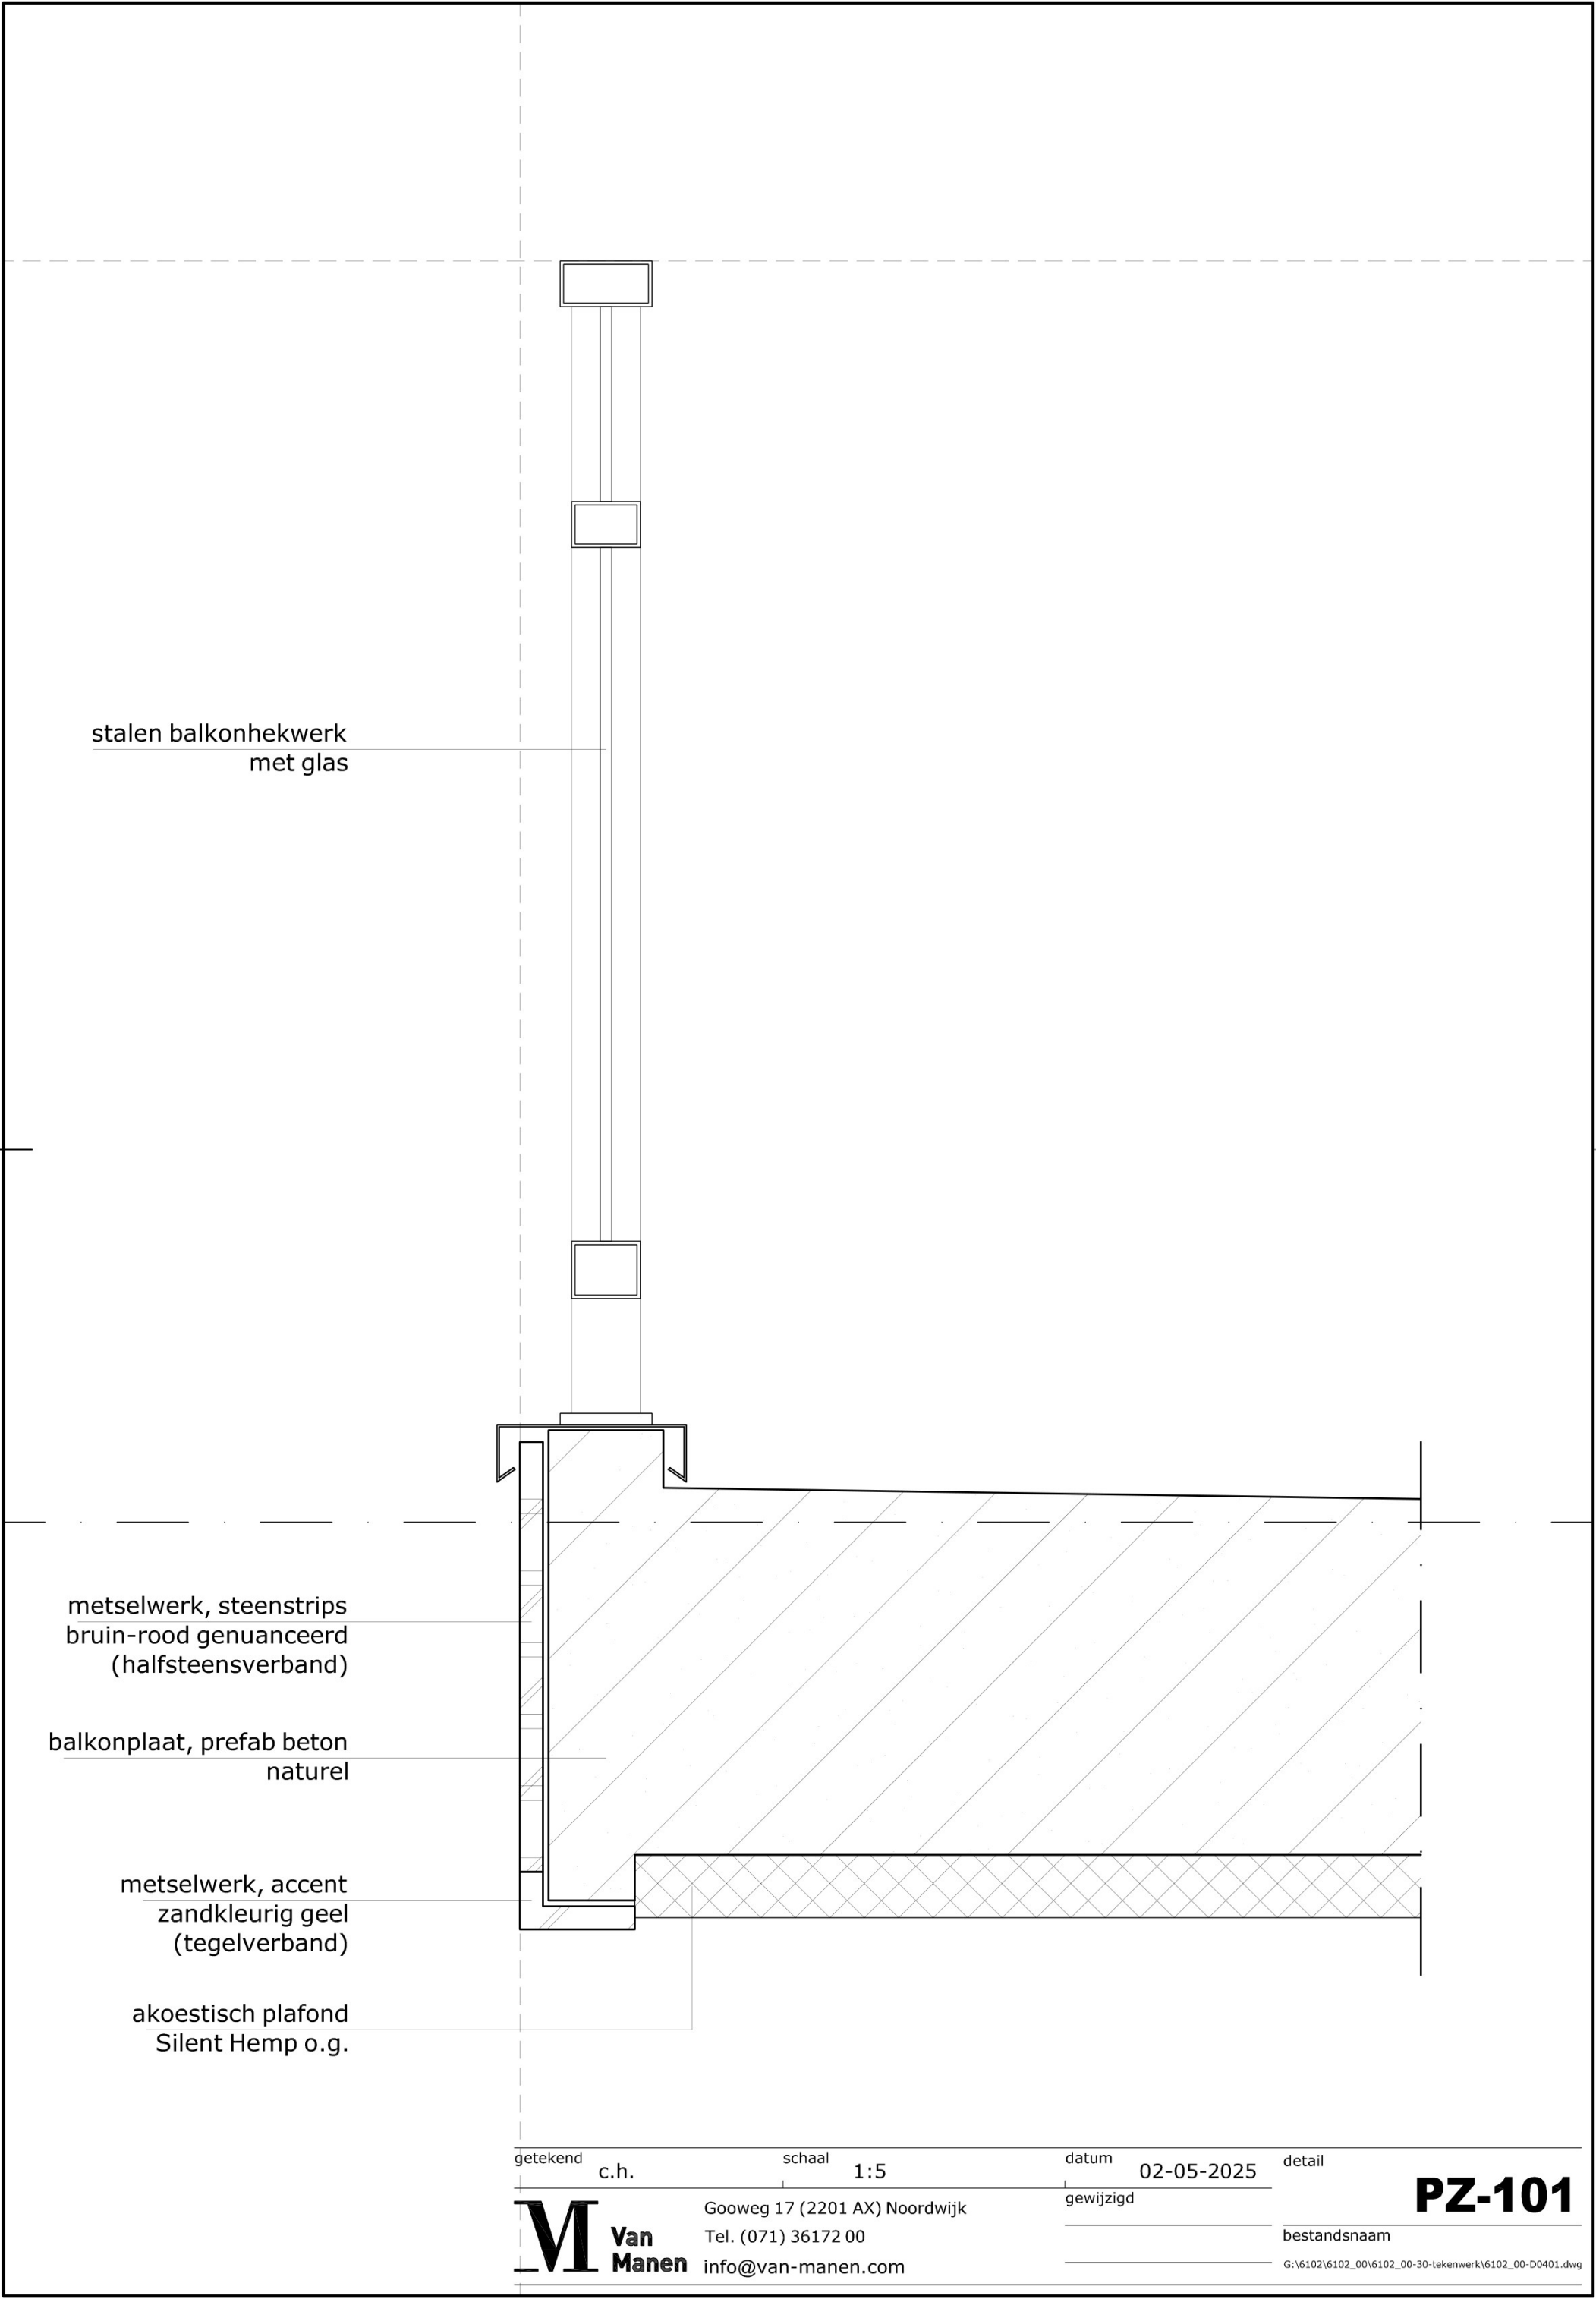 stalen balkonhekwerk
met glas
metselwerk, steenstrips
bruin-rood genuanceerd
(halfsteensverband)
balkonplaat, prefab beton
naturel
metselwerk, accent
zandkleurig geel
(tegelverband)
akoestisch plafond
Silent Hemp o.g.
getekend
c.h.
schaal
1:5
datum
02-05-2025
detail
PZ-101
gewijzigd
M Van
Manen
Gooweg 17 (2201 AX) Noordwijk
Tel. (071) 36172 00
info@van-manen.com
bestandsnaam
G:\6102\6102_00\6102_00-30-tekenwerk\6102_00-D0401.dwg